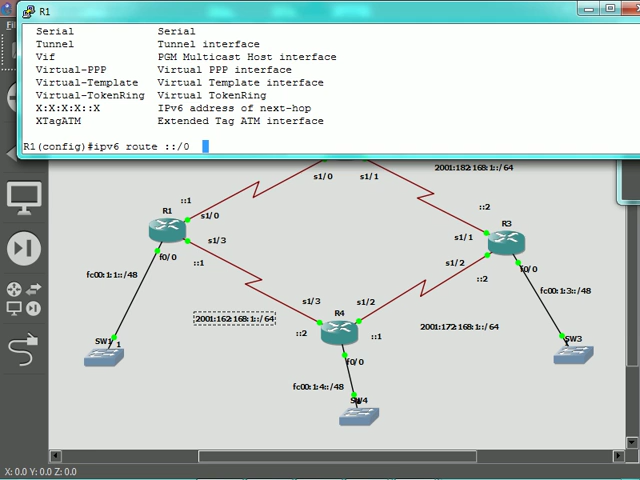 R1
Serial Serial
Tunnel Tunnel interface
Vif PGM Multicast Host interface
Virtual-PPP Virtual PPP interface
Virtual-Template Virtual Template interface
Virtual-TokenRing Virtual TokenRing
X:X:X:X::X IPv6 address of next-hop
XTagATM Extended Tag ATM interface
R1(config)#ipv6 route ::/0
s1/0 s1/1 2001:182:168:1::/64
::1 ::2
R1 s1/0 R3
s1/3 s1/1
f0/0 ::1 s1/2 f0/0
fc00:1:1::/48 ::2 fc00:1:3::/48
s1/3 s1/2
2001:162:168:1::/64 R4 2001:172:168:1::/64
::2 ::1
SW1 1 SW3
f0/0
fc00:1:4::/48
SW4
X: 0.0 Y: 0.0 Z: 0.0